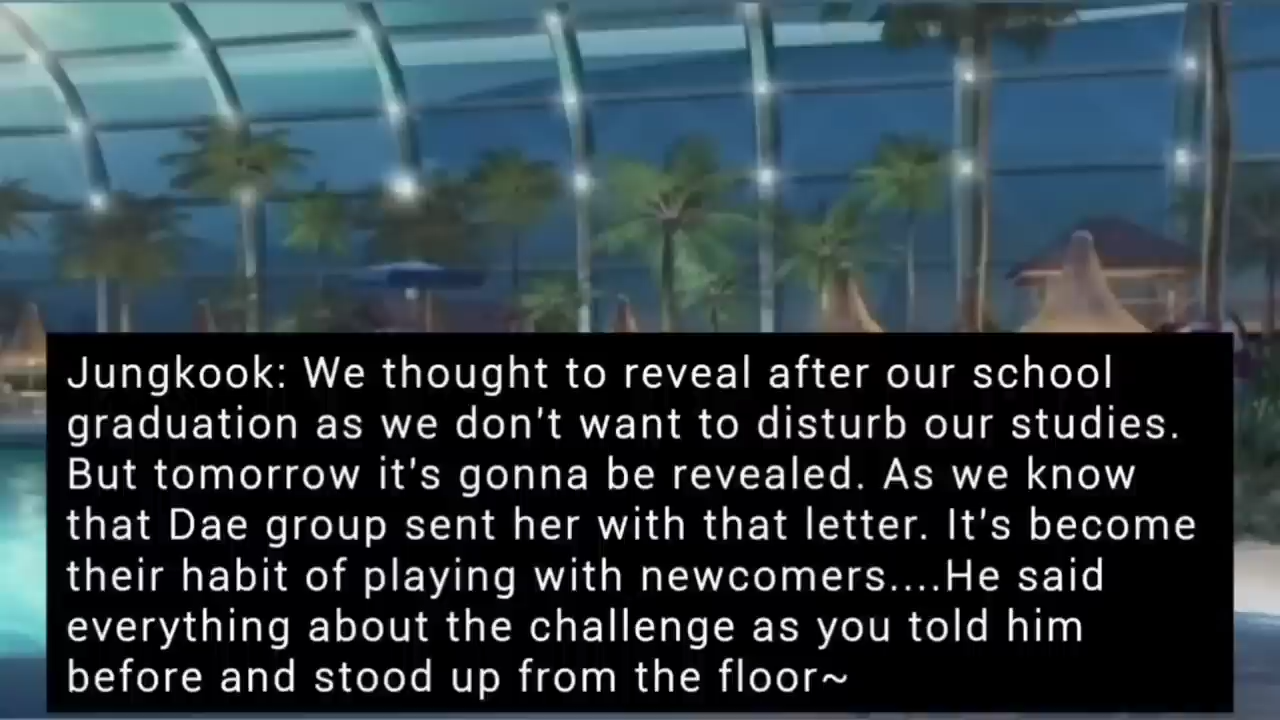 Jungkook: We thought to reveal after our school
graduation as we don't want to disturb our studies.
But tomorrow it's gonna be revealed. As we know
that Dae group sent her with that letter. It's become
their habit of playing with newcomers....He said
everything about the challenge as you told him
before and stood up from the floor~